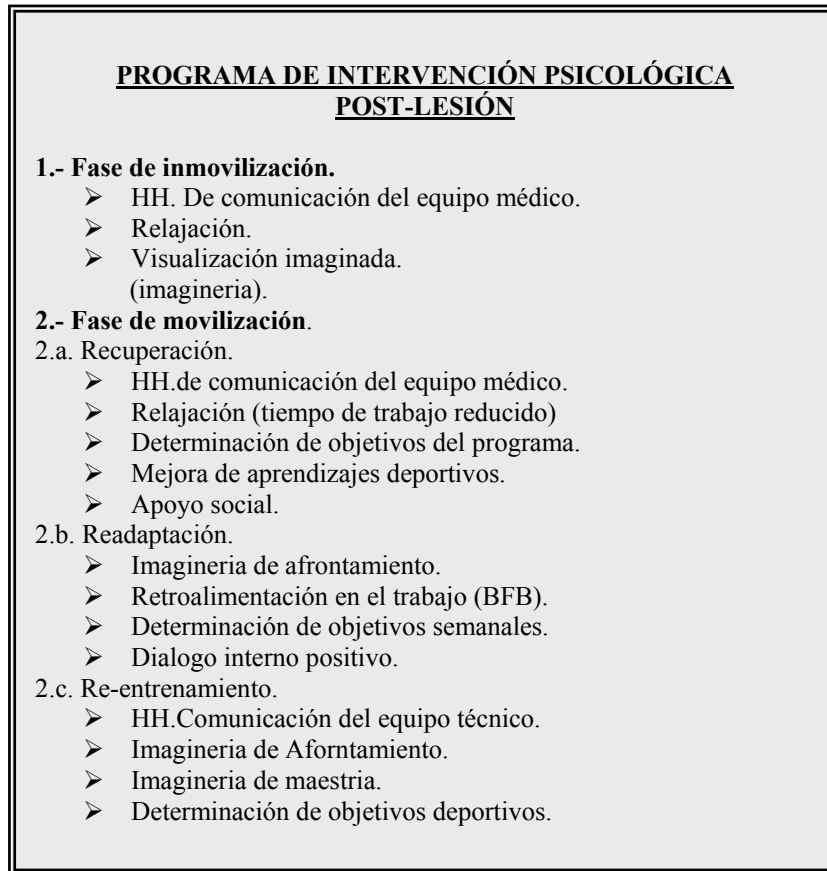 PROGRAMA DE INTERVENCIÓN PSICOLÓGICA
POST-LESIÓN
1.- Fase de inmovilización.
➢ HH. De comunicación del equipo médico.
➢ Relajación.
➢ Visualización imaginada.
(imagineria).
2.- Fase de movilización.
2.a. Recuperación.
➢ HH.de comunicación del equipo médico.
➢ Relajación (tiempo de trabajo reducido)
➢ Determinación de objetivos del programa.
➢ Mejora de aprendizajes deportivos.
➢ Apoyo social.
2.b. Readaptación.
➢ Imagineria de afrontamiento.
➢ Retroalimentación en el trabajo (BFB).
➢ Determinación de objetivos semanales.
➢ Dialogo interno positivo.
2.c. Re-entrenamiento.
➢ HH.Comunicación del equipo técnico.
➢ Imagineria de Aforntamiento.
➢ Imagineria de maestria.
➢ Determinación de objetivos deportivos.